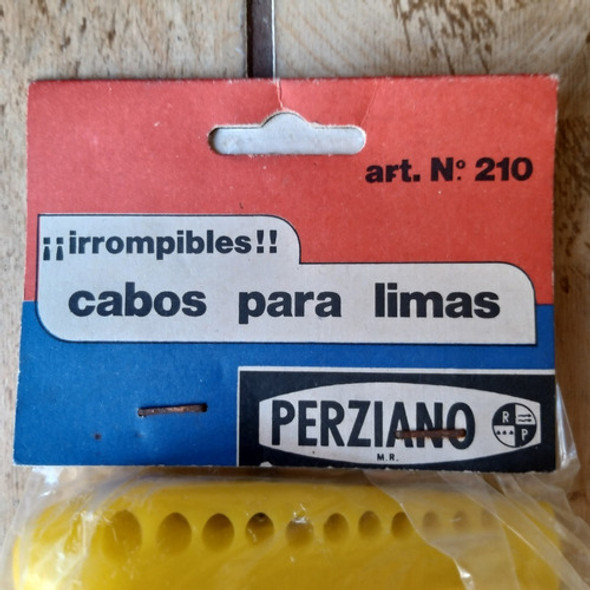 art. Nº 210
¡¡irrompibles!!
cabos para limas
PERZIANO
R
P
M.R.